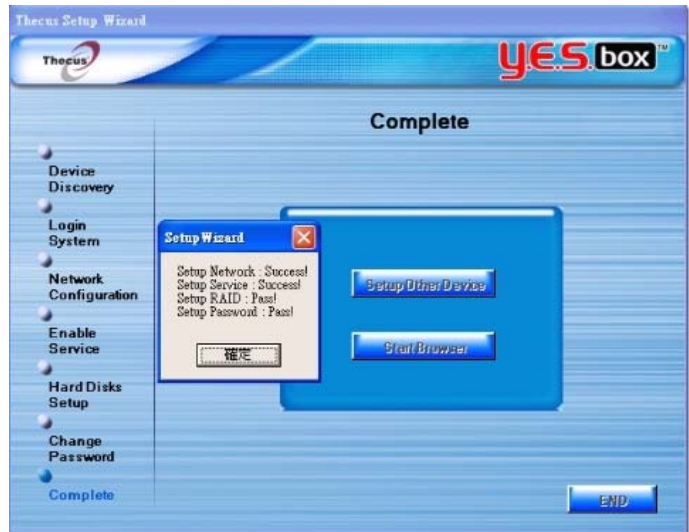 Thecus Setup Wizard
Thecus
Y.E.S.box™
Complete
Device
Discovery
Login
System
Network
Configuration
Enable
Service
Hard Disks
Setup
Change
Password
Complete
Setup Wizard
Setup Network : Success!
Setup Service : Success!
Setup RAID : Pass!
Setup Password : Pass!
確定
Setup Other Device
Start Browser
END